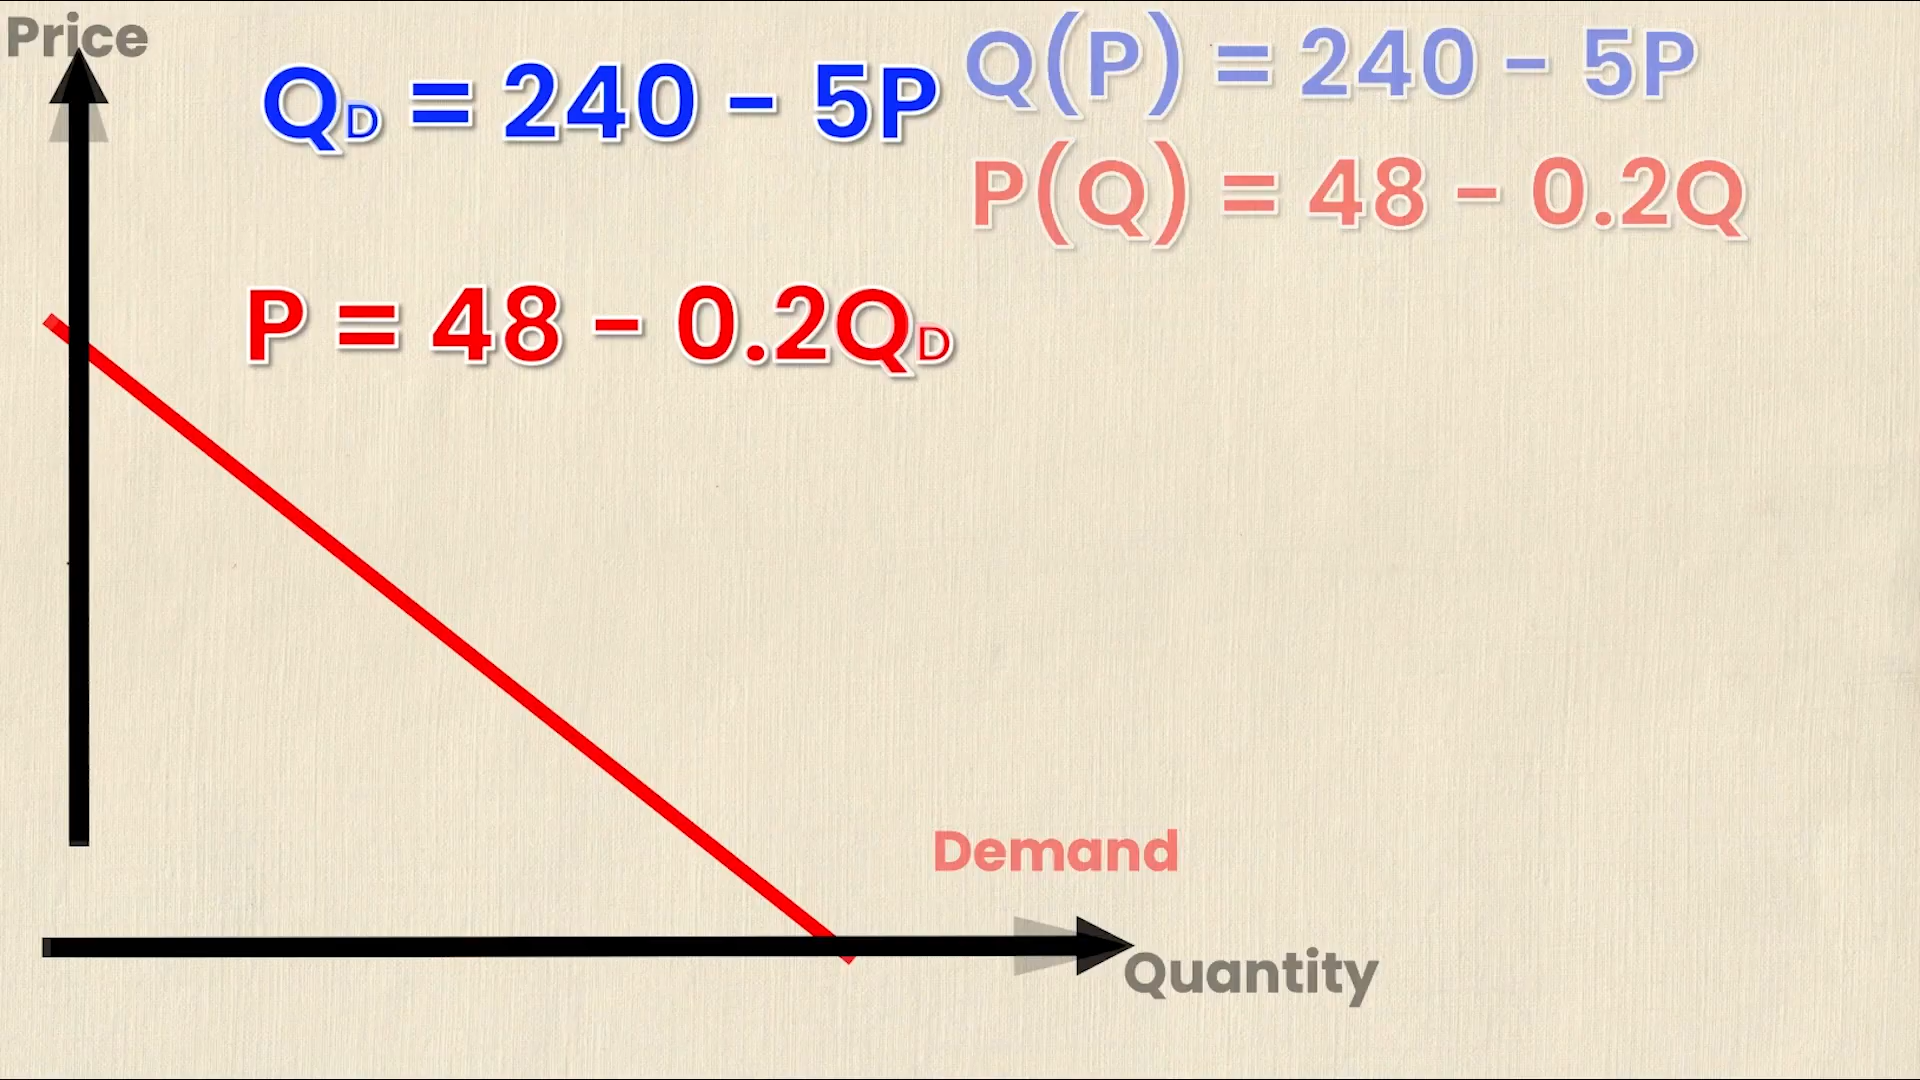 Price
Q(P) = 240 - 5P
QD = 240 - 5P
P(Q) = 48 - 0.2Q
P = 48 - 0.2QD
Demand
Quantity